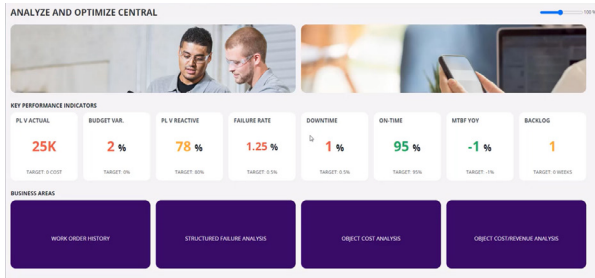 ANALYZE AND OPTIMIZE CENTRAL
100 %
KEY PERFORMANCE INDICATORS
PL V ACTUAL
25K
TARGET: 0 COST
BUDGET VAR.
2 %
TARGET: 0%
PL V REACTIVE
78 %
TARGET: 80%
FAILURE RATE
1.25 %
TARGET: 0.5%
DOWNTIME
1 %
TARGET: 0.5%
ON-TIME
95 %
TARGET: 95%
MTBF YOY
-1 %
TARGET: -1%
BACKLOG
1
TARGET: 0 WEEKS
BUSINESS AREAS
WORK ORDER HISTORY
STRUCTURED FAILURE ANALYSIS
OBJECT COST ANALYSIS
OBJECT COST/REVENUE ANALYSIS